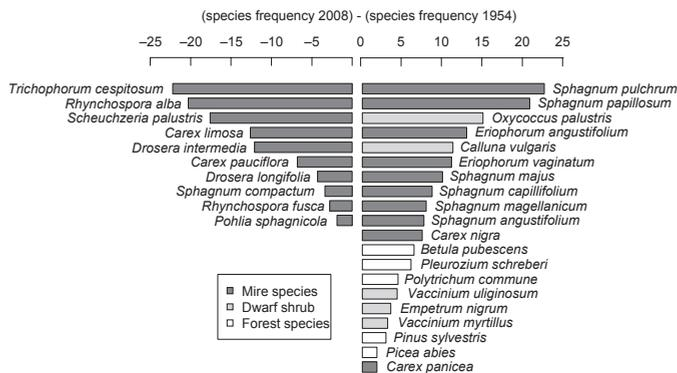 (species frequency 2008) - (species frequency 1954)
–25 –20 –15 –10 –5 0 5 10 15 20 25
Trichophorum cespitosum Sphagnum pulchrum
Rhynchospora alba Sphagnum papillosum
Scheuchzeria palustris Oxycoccus palustris
Carex limosa Eriophorum angustifolium
Drosera intermedia Calluna vulgaris
Carex pauciflora Eriophorum vaginatum
Drosera longifolia Sphagnum majus
Sphagnum compactum Sphagnum capillifolium
Rhynchospora fusca Sphagnum magellanicum
Pohlia sphagnicola Sphagnum angustifolium
Carex nigra
Betula pubescens
Pleurozium schreberi
Polytrichum commune
Mire species Vaccinium uliginosum
Dwarf shrub Empetrum nigrum
Forest species Vaccinium myrtillus
Pinus sylvestris
Picea abies
Carex panicea